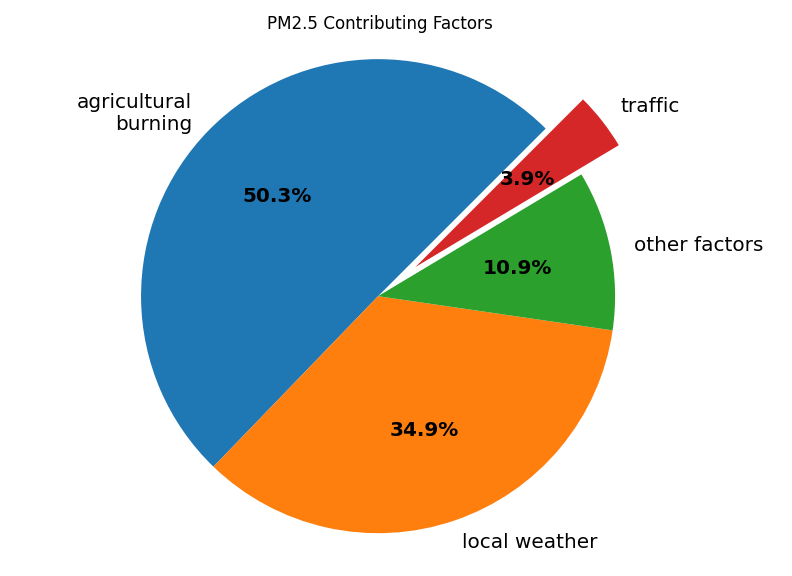 PM2.5 Contributing Factors
agricultural
burning
traffic
50.3%
3.9%
other factors
10.9%
34.9%
local weather